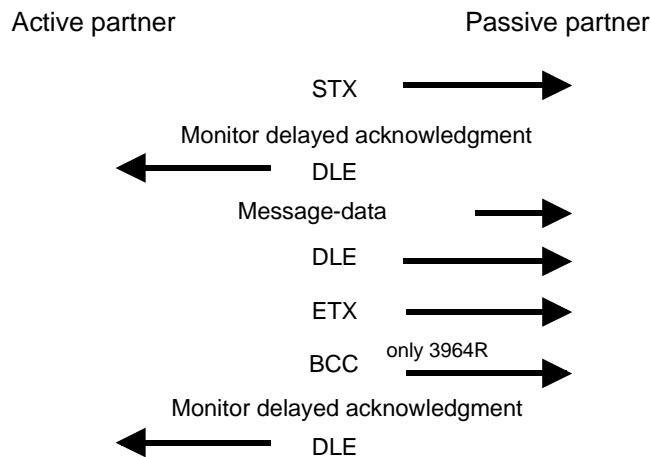 Active partner
Passive partner
STX
Monitor delayed acknowledgment
DLE
Message-data
DLE
ETX
BCC
only 3964R
Monitor delayed acknowledgment
DLE